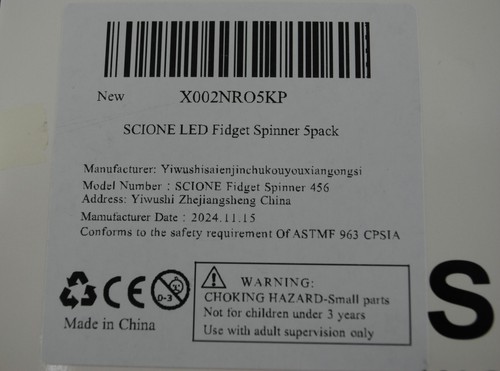 New X002NRO5KP
SCIONE LED Fidget Spinner 5pack
Manufacturer: Yiwushisaienjinchukouyouxiangongsi
Model Number : SCIONE Fidget Spinner 456
Address: Yiwushi Zhejiangsheng China
Mamufacturer Date : 2024.11.15
Conforms to the safety requirement Of ASTMF 963 CPSIA
CE 0-3
Made in China
WARNING:
CHOKING HAZARD-Small parts
Not for children under 3 years
Use with adult supervision only
S